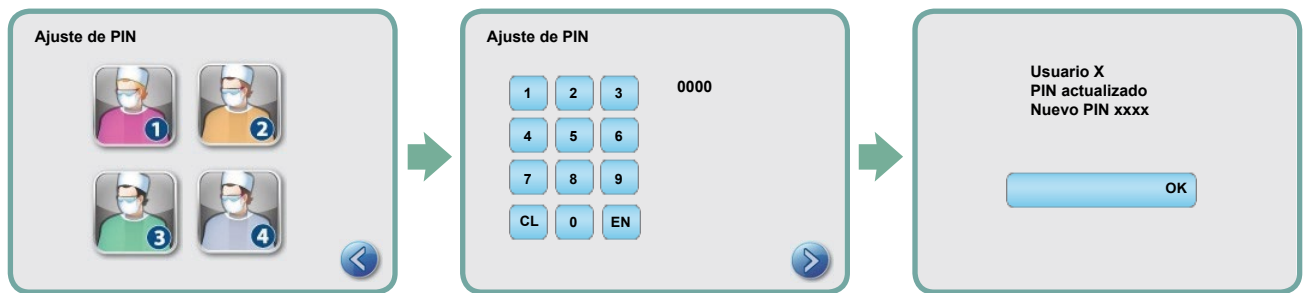 Ajuste de PIN
1
2
3
4
Ajuste de PIN
0000
1 2 3
4 5 6
7 8 9
CL 0 EN
Usuario X
PIN actualizado
Nuevo PIN xxxx
OK